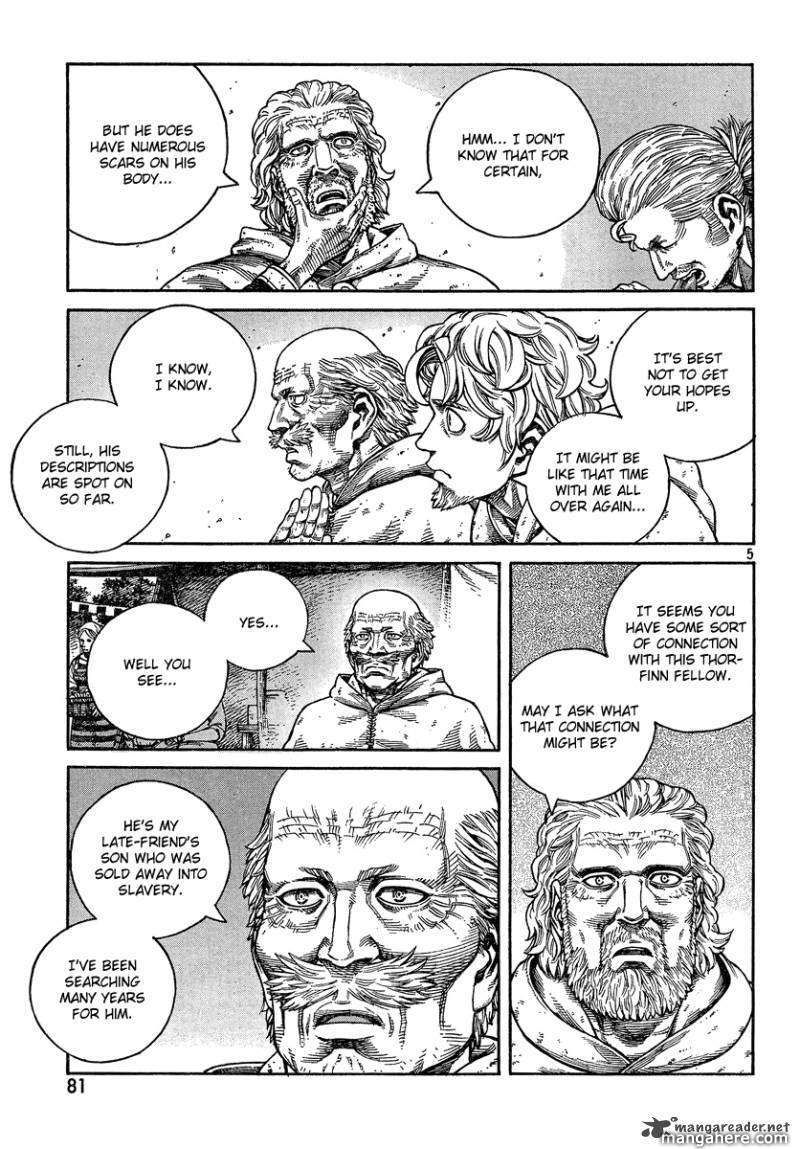 HMM... I DON'T
KNOW THAT FOR
CERTAIN,
BUT HE DOES
HAVE NUMEROUS
SCARS ON HIS
BODY...
IT'S BEST
NOT TO GET
YOUR HOPES
UP.
IT MIGHT BE
LIKE THAT TIME
WITH ME ALL
OVER AGAIN...
I KNOW,
I KNOW.
STILL, HIS
DESCRIPTIONS
ARE SPOT ON
SO FAR.
5
IT SEEMS YOU
HAVE SOME SORT
OF CONNECTION
WITH THIS THOR-
FINN FELLOW.
MAY I ASK WHAT
THAT CONNECTION
MIGHT BE?
YES...
WELL YOU
SEE...
HE'S MY
LATE-FRIEND'S
SON WHO WAS
SOLD AWAY INTO
SLAVERY.
I'VE BEEN
SEARCHING
MANY YEARS
FOR HIM.
81
mangareader.net
www.mangahere.com